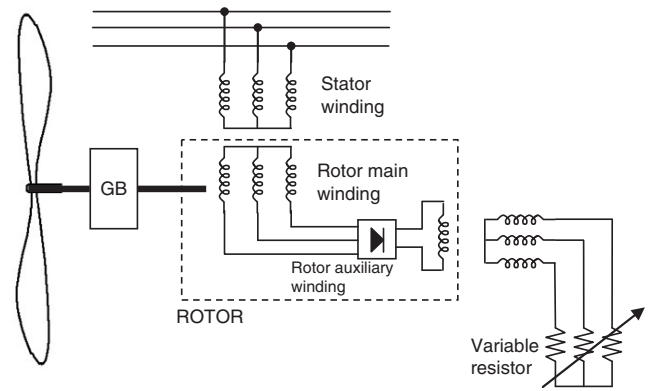 Stator
winding
GB
Rotor main
winding
Rotor auxiliary
winding
ROTOR
Variable
resistor